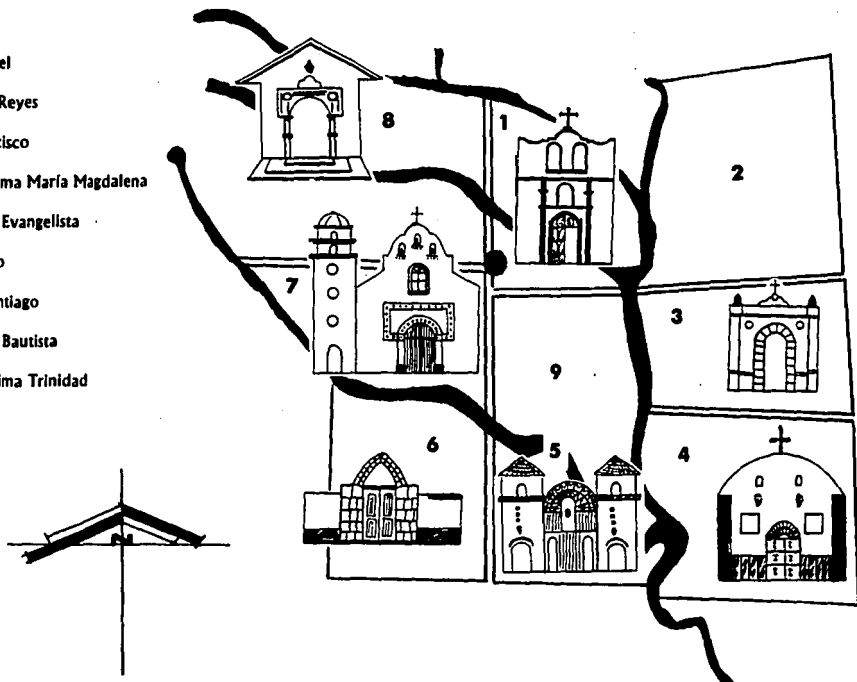 el
Reyes
cisco
ma María Magdalena
Evangelista
o
ntiago
Bautista
ima Trinidad
8
1
2
7
3
9
6
5
4
N